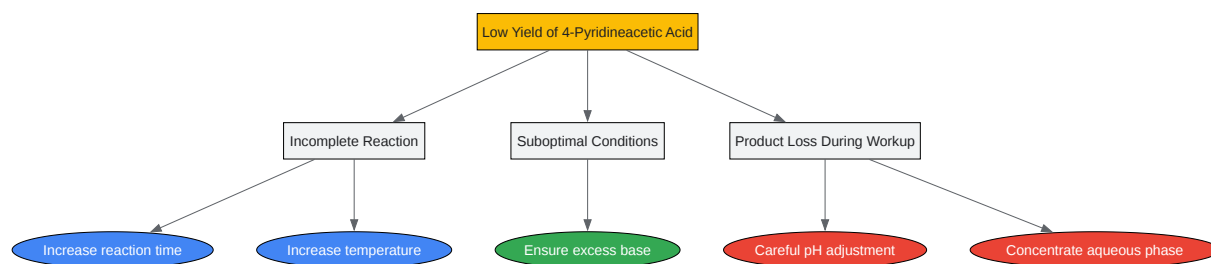 Low Yield of 4-Pyridineacetic Acid
Incomplete Reaction
Suboptimal Conditions
Product Loss During Workup
Increase reaction time
Increase temperature
Ensure excess base
Careful pH adjustment
Concentrate aqueous phase